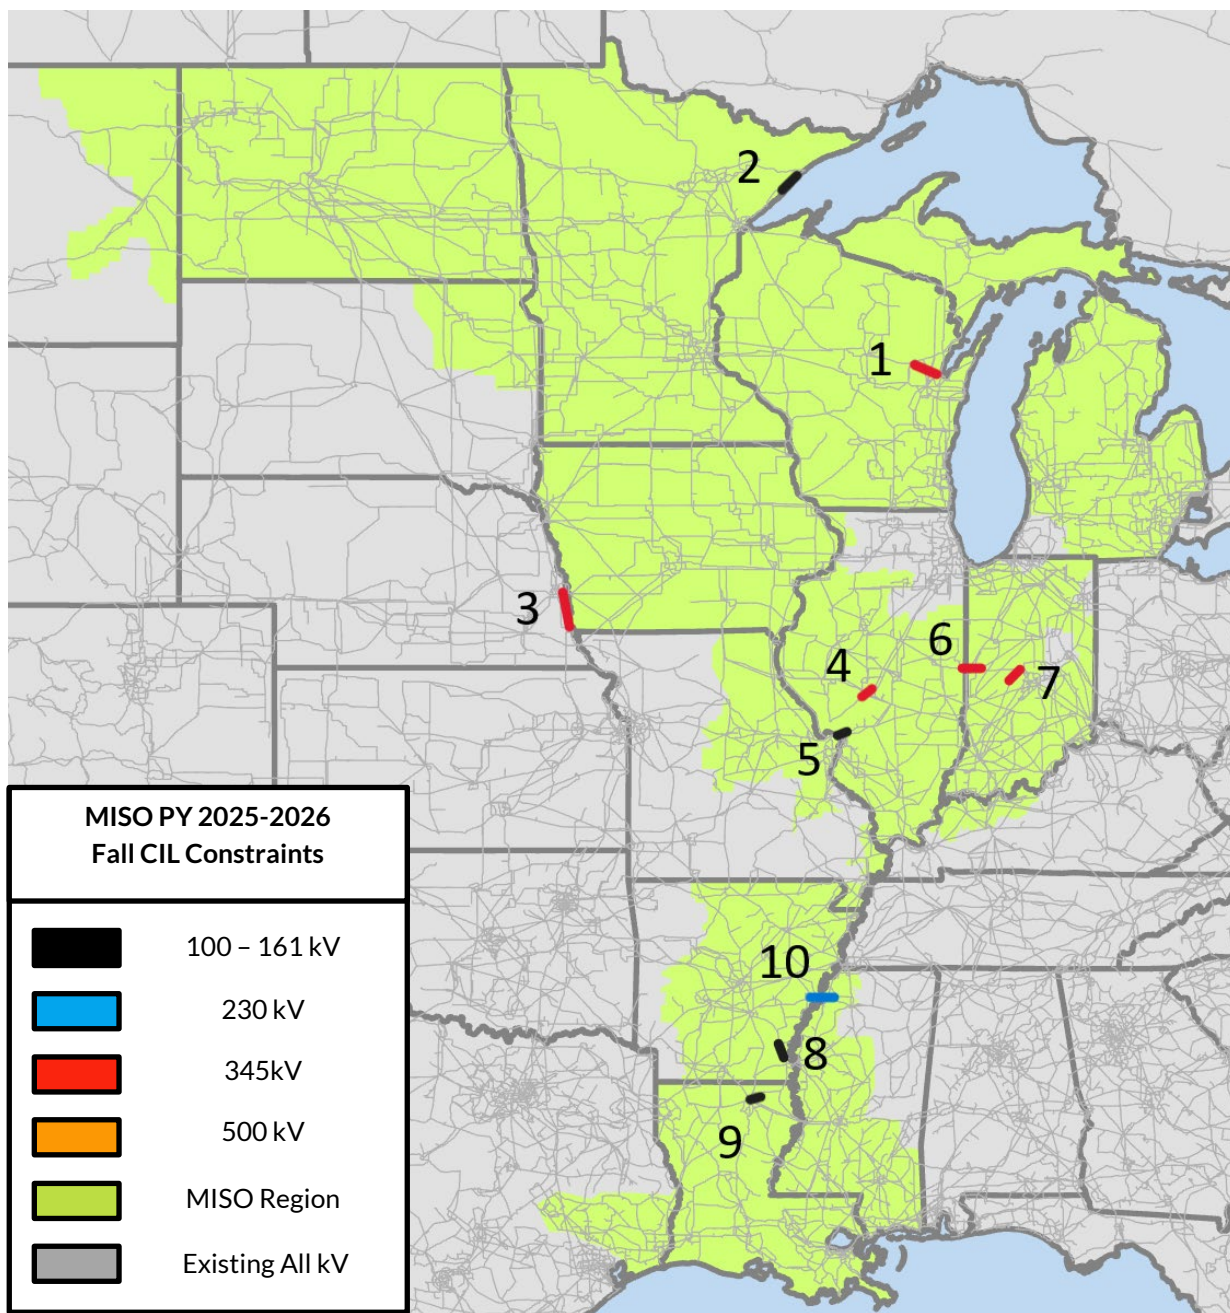 2
1
3
6
4
7
5
MISO PY 2025-2026
Fall CIL Constraints
100 – 161 kV
10
230 kV
8
345kV
9
500 kV
MISO Region
Existing All kV